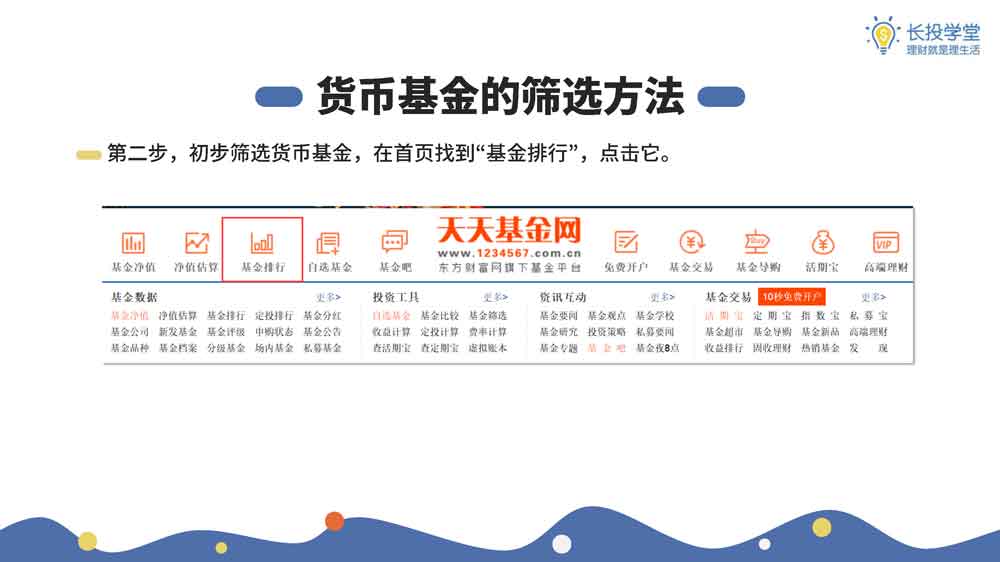 长投学堂
理财就是理生活
货币基金的筛选方法
第二步，初步筛选货币基金，在首页找到“基金排行”，点击它。
基金净值 净值估算 基金排行 自选基金 基金吧 天天基金网 免费开户 基金交易 基金导购 活期宝 高端理财
www.1234567.com.cn
东方财富网旗下基金平台
Buy
VIP
基金数据 更多> 投资工具 更多> 资讯互动 更多> 基金交易 10秒免费开户 更多>
基金净值 净值估算 基金排行 定投排行 基金分红 自选基金 基金比较 基金筛选 基金要闻 基金观点 基金学校 活期宝 定期宝 指数宝 私募宝
基金公司 新发基金 基金评级 申购状态 基金公告 收益计算 定投计算 费率计算 基金研究 投资策略 私募要闻 基金超市 基金导购 基金新品 高端理财
基金品种 基金档案 分级基金 场内基金 私募基金 查活期宝 查定期宝 虚拟账本 基金专题 基金吧 基金夜8点 收益排行 固收理财 热销基金 发现